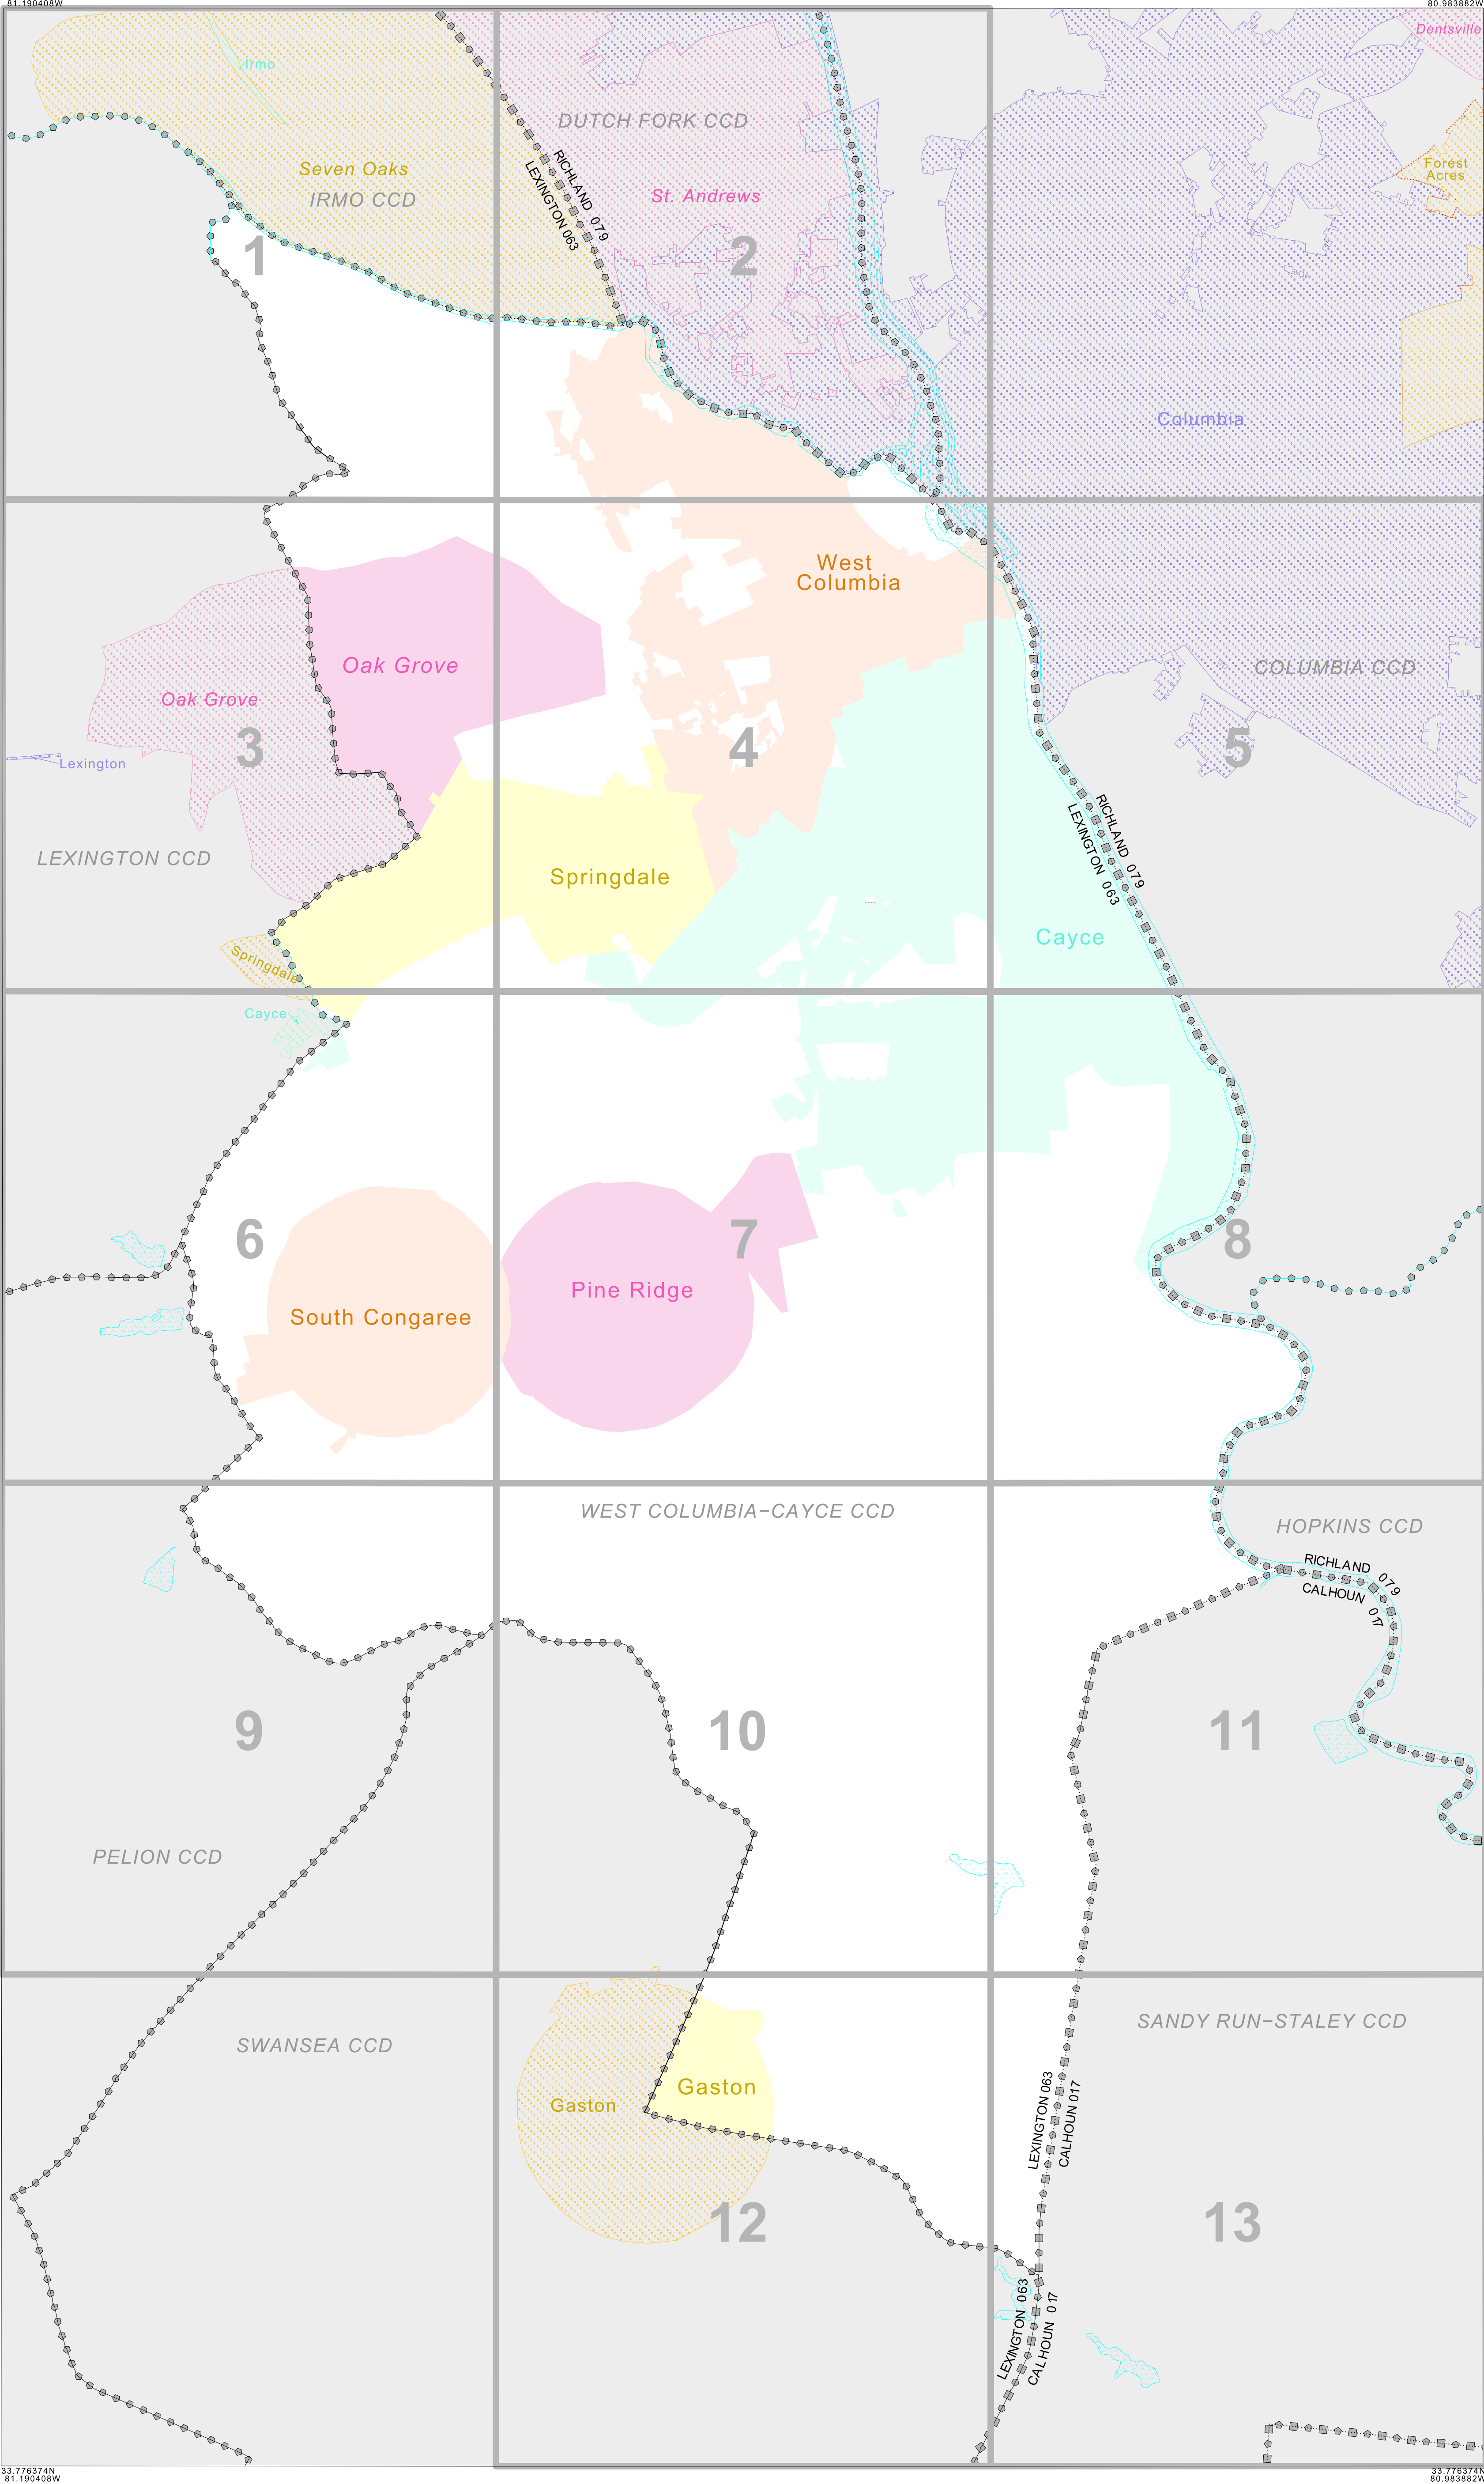 81.190408W
80.983882W
Dentsville
Irmo
DUTCH FORK CCD
Seven Oaks
IRMO CCD
Forest
Acres
RICHLAND 079
LEXINGTON 063
St. Andrews
1
2
Columbia
West
Columbia
Oak Grove
COLUMBIA CCD
Oak Grove
3
4
5
Lexington
RICHLAND 079
LEXINGTON 063
LEXINGTON CCD
Springdale
Cayce
Springdale
Cayce
6
7
8
Pine Ridge
South Congaree
WEST COLUMBIA-CAYCE CCD
HOPKINS CCD
RICHLAND 079
CALHOUN 017
9
10
11
PELION CCD
SANDY RUN-STALEY CCD
SWANSEA CCD
Gaston
Gaston
LEXINGTON 063
CALHOUN 017
12
13
LEXINGTON 063
CALHOUN 017
33.776374N
81.190408W
33.776374N
80.983882W